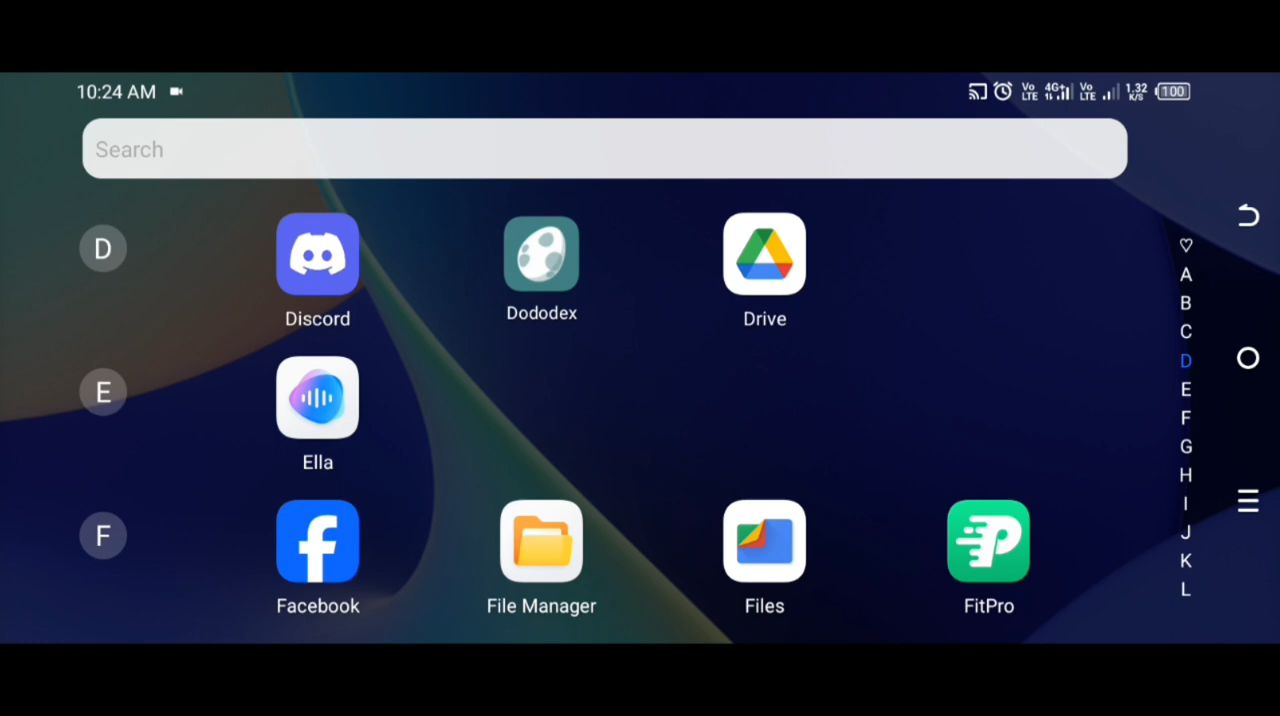 10:24 AM
Vo LTE 4G+ Vo LTE 1.32 K/S 100
Search
D
Discord
Dododex
Drive
E
Ella
F
Facebook
File Manager
Files
FitPro
A
B
C
D
E
F
G
H
I
J
K
L